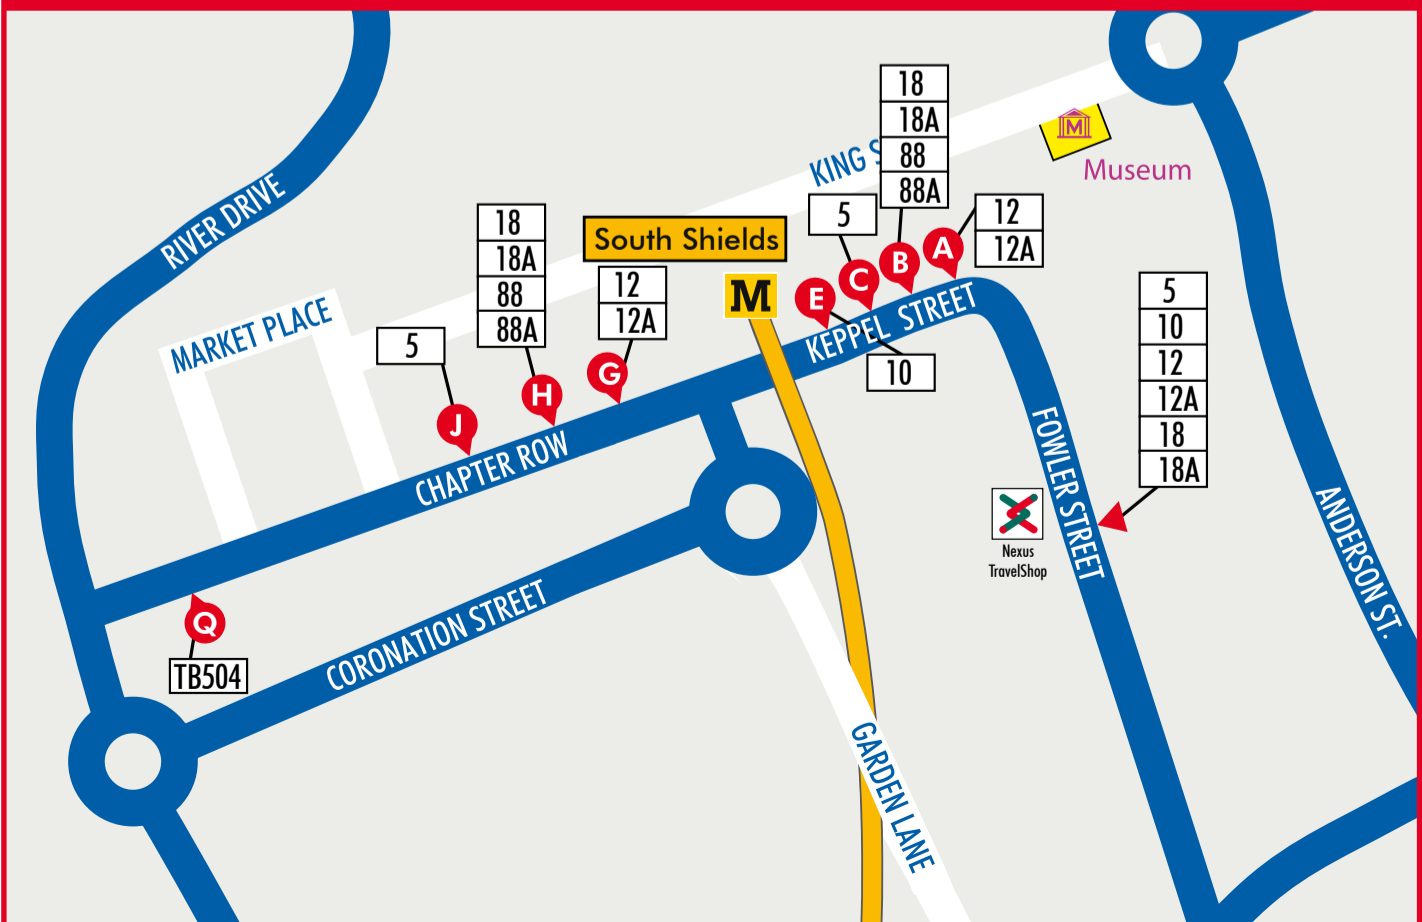 18
18A
88
88A
KING S
M
Museum
5
12
12A
RIVER DRIVE
18
18A
88
88A
South Shields
12
12A
M
A
B
C
E
5
10
12
12A
18
18A
MARKET PLACE
5
KEPPEL STREET
10
G
H
J
CHAPTER ROW
FOWLER STREET
Nexus
TravelShop
ANDERSON ST.
Q
TB504
CORONATION STREET
GARDEN LANE